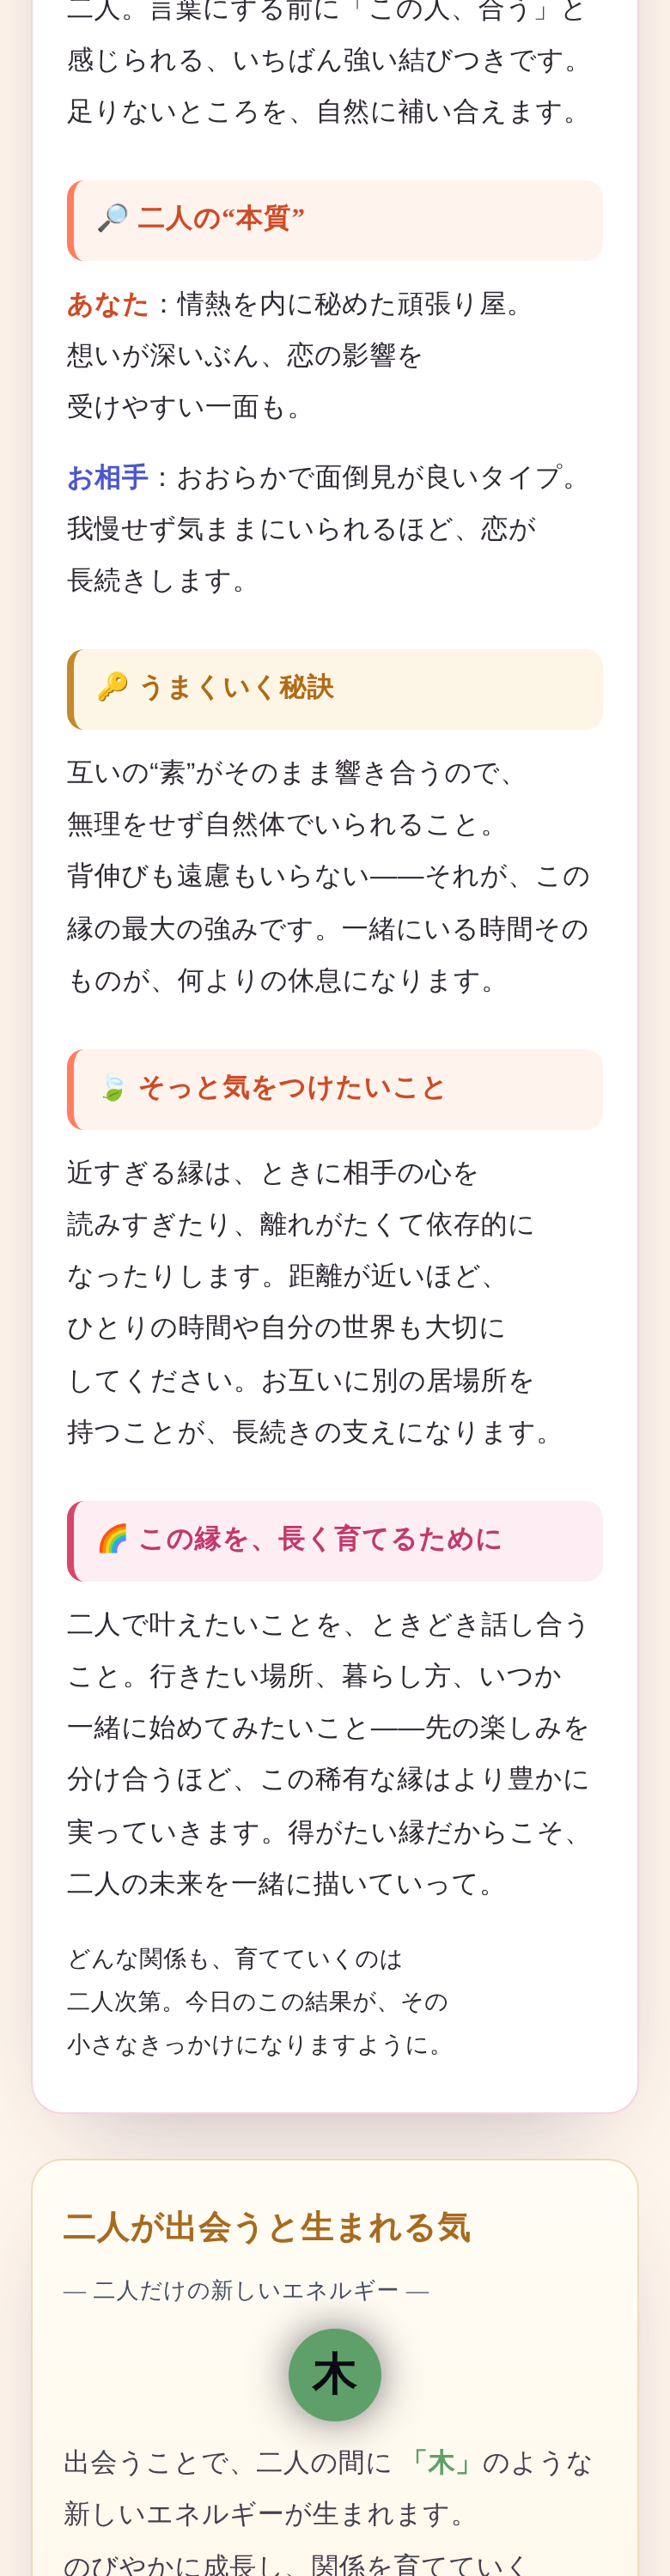 二人。言葉にする前に「この人、合う」と
感じられる、いちばん強い結びつきです。
足りないところを、自然に補い合えます。
🔎 二人の“本質”
あなた：情熱を内に秘めた頑張り屋。
想いが深いぶん、恋の影響を
受けやすい一面も。
お相手：おおらかで面倒見が良いタイプ。
我慢せず気ままにいられるほど、恋が
長続きします。
🔑 うまくいく秘訣
互いの“素”がそのまま響き合うので、
無理をせず自然体でいられること。
背伸びも遠慮もいらない——それが、この
縁の最大の強みです。一緒にいる時間その
ものが、何よりの休息になります。
🍃 そっと気をつけたいこと
近すぎる縁は、ときに相手の心を
読みすぎたり、離れがたくて依存的に
なったりします。距離が近いほど、
ひとりの時間や自分の世界も大切に
してください。お互いに別の居場所を
持つことが、長続きの支えになります。
🌈 この縁を、長く育てるために
二人で叶えたいことを、ときどき話し合う
こと。行きたい場所、暮らし方、いつか
一緒に始めてみたいこと——先の楽しみを
分け合うほど、この稀有な縁はより豊かに
実っていきます。得がたい縁だからこそ、
二人の未来を一緒に描いていって。
どんな関係も、育てていくのは
二人次第。今日のこの結果が、その
小さなきっかけになりますように。
二人が出会うと生まれる気
— 二人だけの新しいエネルギー —
木
出会うことで、二人の間に 「木」のような
新しいエネルギーが生まれます。
のびやかに成長し、関係を育てていく